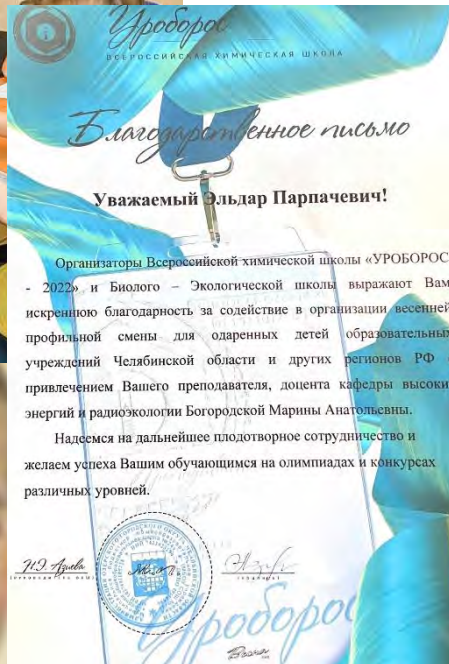 Уроборос
ВСЕРОССИЙСКАЯ ХИМИЧЕСКАЯ ШКОЛА
Благодарственное письмо
Уважаемый Эльдар Парпачевич!
Организаторы Всероссийской химической школы «УРОБОРОС
- 2022» и Биолого – Экологической школы выражают Вам
искреннюю благодарность за содействие в организации весенней
профильной смены для одаренных детей образовательных
учреждений Челябинской области и других регионов РФ
привлечением Вашего преподавателя, доцента кафедры высоки
энергий и радиоэкологии Богородской Марины Анатольевны.
Надеемся на дальнейшее плодотворное сотрудничество и
желаем успеха Вашим обучающимся на олимпиадах и конкурсах
различных уровней.
Уроборос